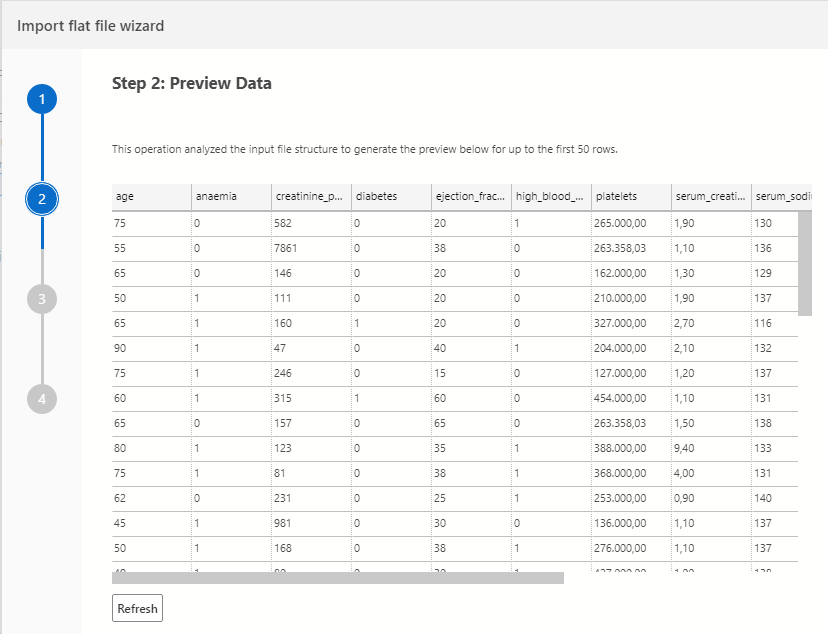 Import flat file wizard
Step 2: Preview Data
1
This operation analyzed the input file structure to generate the preview below for up to the first 50 rows.
2
3
4
age anaemia creatinine_p... diabetes ejection_frac... high_blood_... platelets serum_creati... serum_sodi
75 0 582 0 20 1 265.000,00 1,90 130
55 0 7861 0 38 0 263.358,03 1,10 136
65 0 146 0 20 0 162.000,00 1,30 129
50 1 111 0 20 0 210.000,00 1,90 137
65 1 160 1 20 0 327.000,00 2,70 116
90 1 47 0 40 1 204.000,00 2,10 132
75 1 246 0 15 0 127.000,00 1,20 137
60 1 315 1 60 0 454.000,00 1,10 131
65 0 157 0 65 0 263.358,03 1,50 138
80 1 123 0 35 1 388.000,00 9,40 133
75 1 81 0 38 1 368.000,00 4,00 131
62 0 231 0 25 1 253.000,00 0,90 140
45 1 981 0 30 0 136.000,00 1,10 137
50 1 168 0 38 1 276.000,00 1,10 137
Refresh